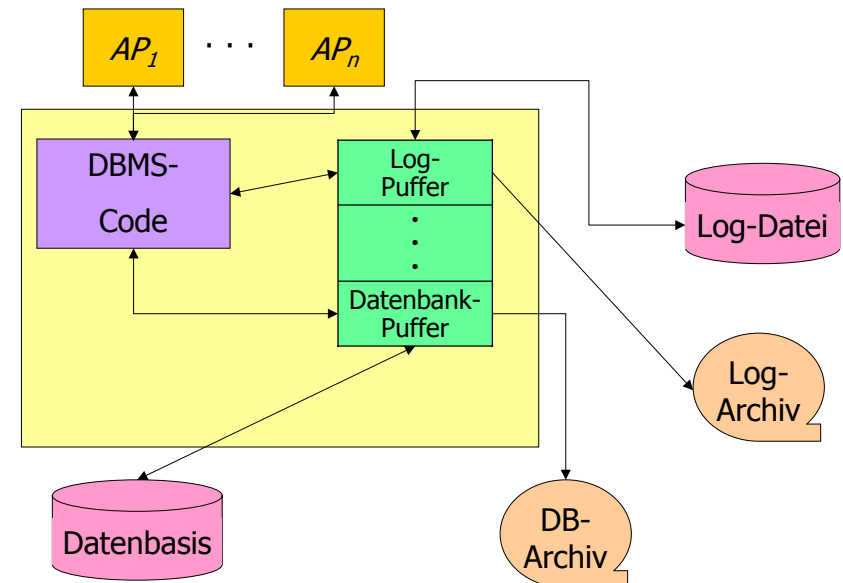 AP1 · · · APn
DBMS-
Code
Log-
Puffer
Datenbank-
Puffer
Log-Datei
Log-
Archiv
DB-
Archiv
Datenbasis